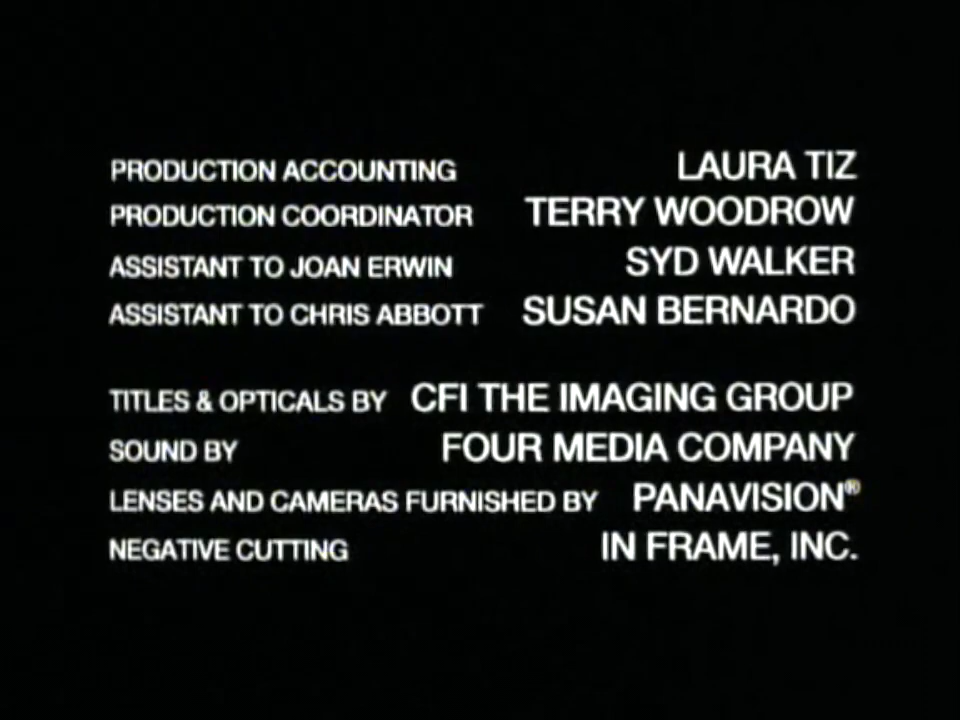 PRODUCTION ACCOUNTING LAURA TIZ
PRODUCTION COORDINATOR TERRY WOODROW
ASSISTANT TO JOAN ERWIN SYD WALKER
ASSISTANT TO CHRIS ABBOTT SUSAN BERNARDO
TITLES & OPTICALS BY CFI THE IMAGING GROUP
SOUND BY FOUR MEDIA COMPANY
LENSES AND CAMERAS FURNISHED BY PANAVISION®
NEGATIVE CUTTING IN FRAME, INC.